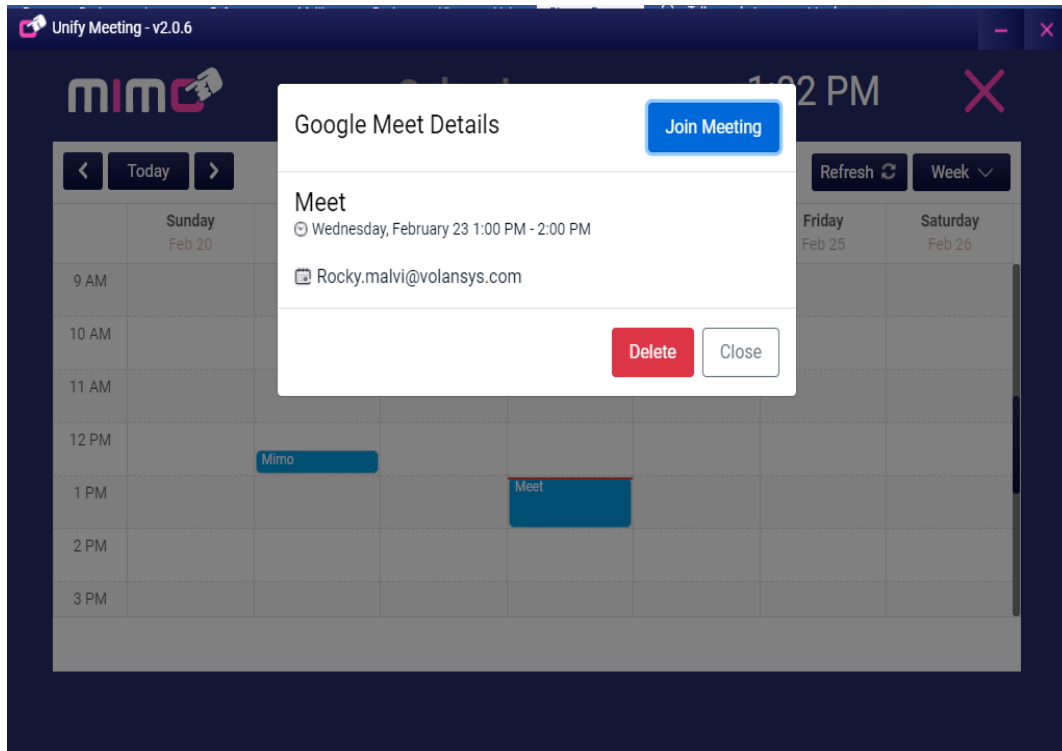 Unify Meeting - v2.0.6
mimo
2 PM
Google Meet Details
Join Meeting
Today
Refresh
Week
Meet
Wednesday, February 23 1:00 PM - 2:00 PM
Rocky.malvi@volansys.com
Sunday
Feb 20
Friday
Feb 25
Saturday
Feb 26
Delete
Close
9 AM
10 AM
11 AM
12 PM
Mimo
1 PM
Meet
2 PM
3 PM